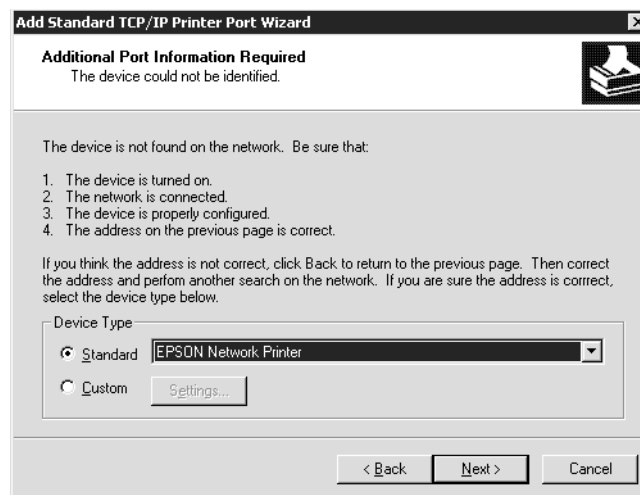 Add Standard TCP/IP Printer Port Wizard
Additional Port Information Required
The device could not be identified.
The device is not found on the network. Be sure that:
1. The device is turned on.
2. The network is connected.
3. The device is properly configured.
4. The address on the previous page is correct.
If you think the address is not correct, click Back to return to the previous page. Then correct
the address and perfom another search on the network. If you are sure the address is corrrect,
select the device type below.
Device Type
Standard EPSON Network Printer
Custom Settings...
< Back Next > Cancel